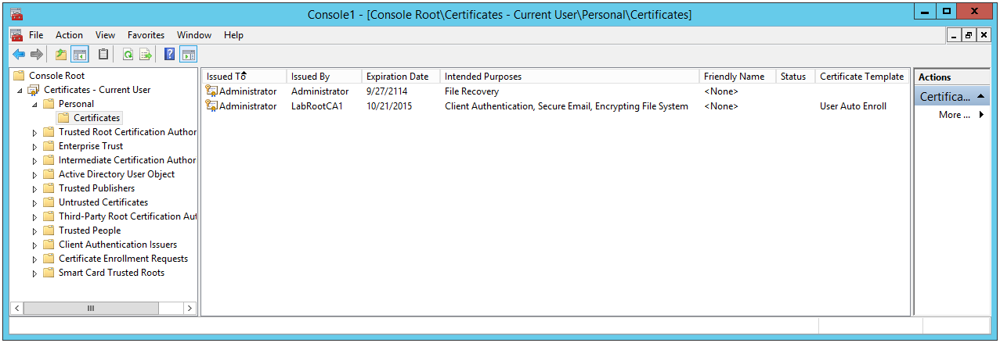 Console1 - [Console Root\Certificates - Current User\Personal\Certificates]
File Action View Favorites Window Help
Console Root
Certificates - Current User
Personal
Certificates
Trusted Root Certification Author
Enterprise Trust
Intermediate Certification Author
Active Directory User Object
Trusted Publishers
Untrusted Certificates
Third-Party Root Certification Aut
Trusted People
Client Authentication Issuers
Certificate Enrollment Requests
Smart Card Trusted Roots
Issued To Issued By Expiration Date Intended Purposes Friendly Name Status Certificate Template
Administrator Administrator 9/27/2114 File Recovery <None>
Administrator LabRootCA1 10/21/2015 Client Authentication, Secure Email, Encrypting File System <None> User Auto Enroll
Actions
Certifica...
More ...